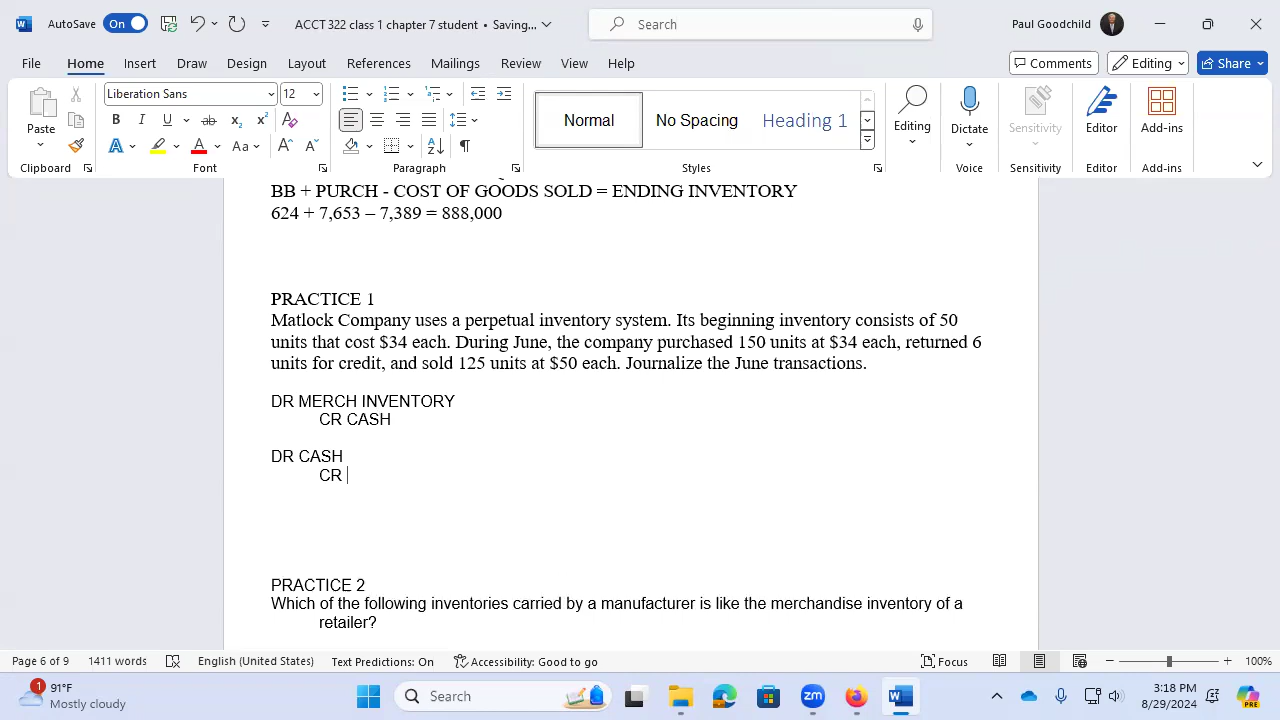 AutoSave On ACCT 322 class 1 chapter 7 student • Saving... Search Paul Goodchild
File Home Insert Draw Design Layout References Mailings Review View Help Comments Editing Share
Liberation Sans 12
Paste Normal No Spacing Heading 1 Editing Dictate Sensitivity Editor Add-ins
Clipboard Font Paragraph Styles Voice Sensitivity Editor Add-ins
BB + PURCH - COST OF GOODS SOLD = ENDING INVENTORY
624 + 7,653 – 7,389 = 888,000
PRACTICE 1
Matlock Company uses a perpetual inventory system. Its beginning inventory consists of 50
units that cost $34 each. During June, the company purchased 150 units at $34 each, returned 6
units for credit, and sold 125 units at $50 each. Journalize the June transactions.
DR MERCH INVENTORY
CR CASH
DR CASH
CR
PRACTICE 2
Which of the following inventories carried by a manufacturer is like the merchandise inventory of a
retailer?
Page 6 of 9 1411 words English (United States) Text Predictions: On Accessibility: Good to go Focus 100%
1 91°F Search zm 3:18 PM PRE
Mostly cloudy 8/29/2024